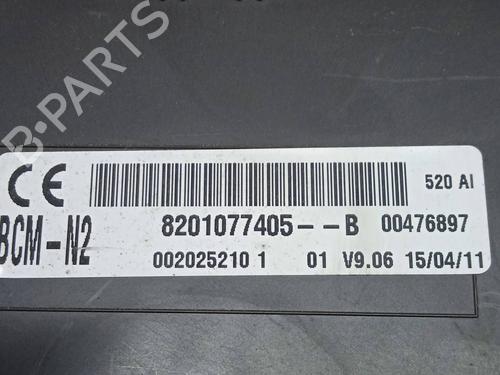 B-PARTS
CE
520 AI
BCM-N2
8201077405--B 00476897
002025210 1 01 V9.06 15/04/11